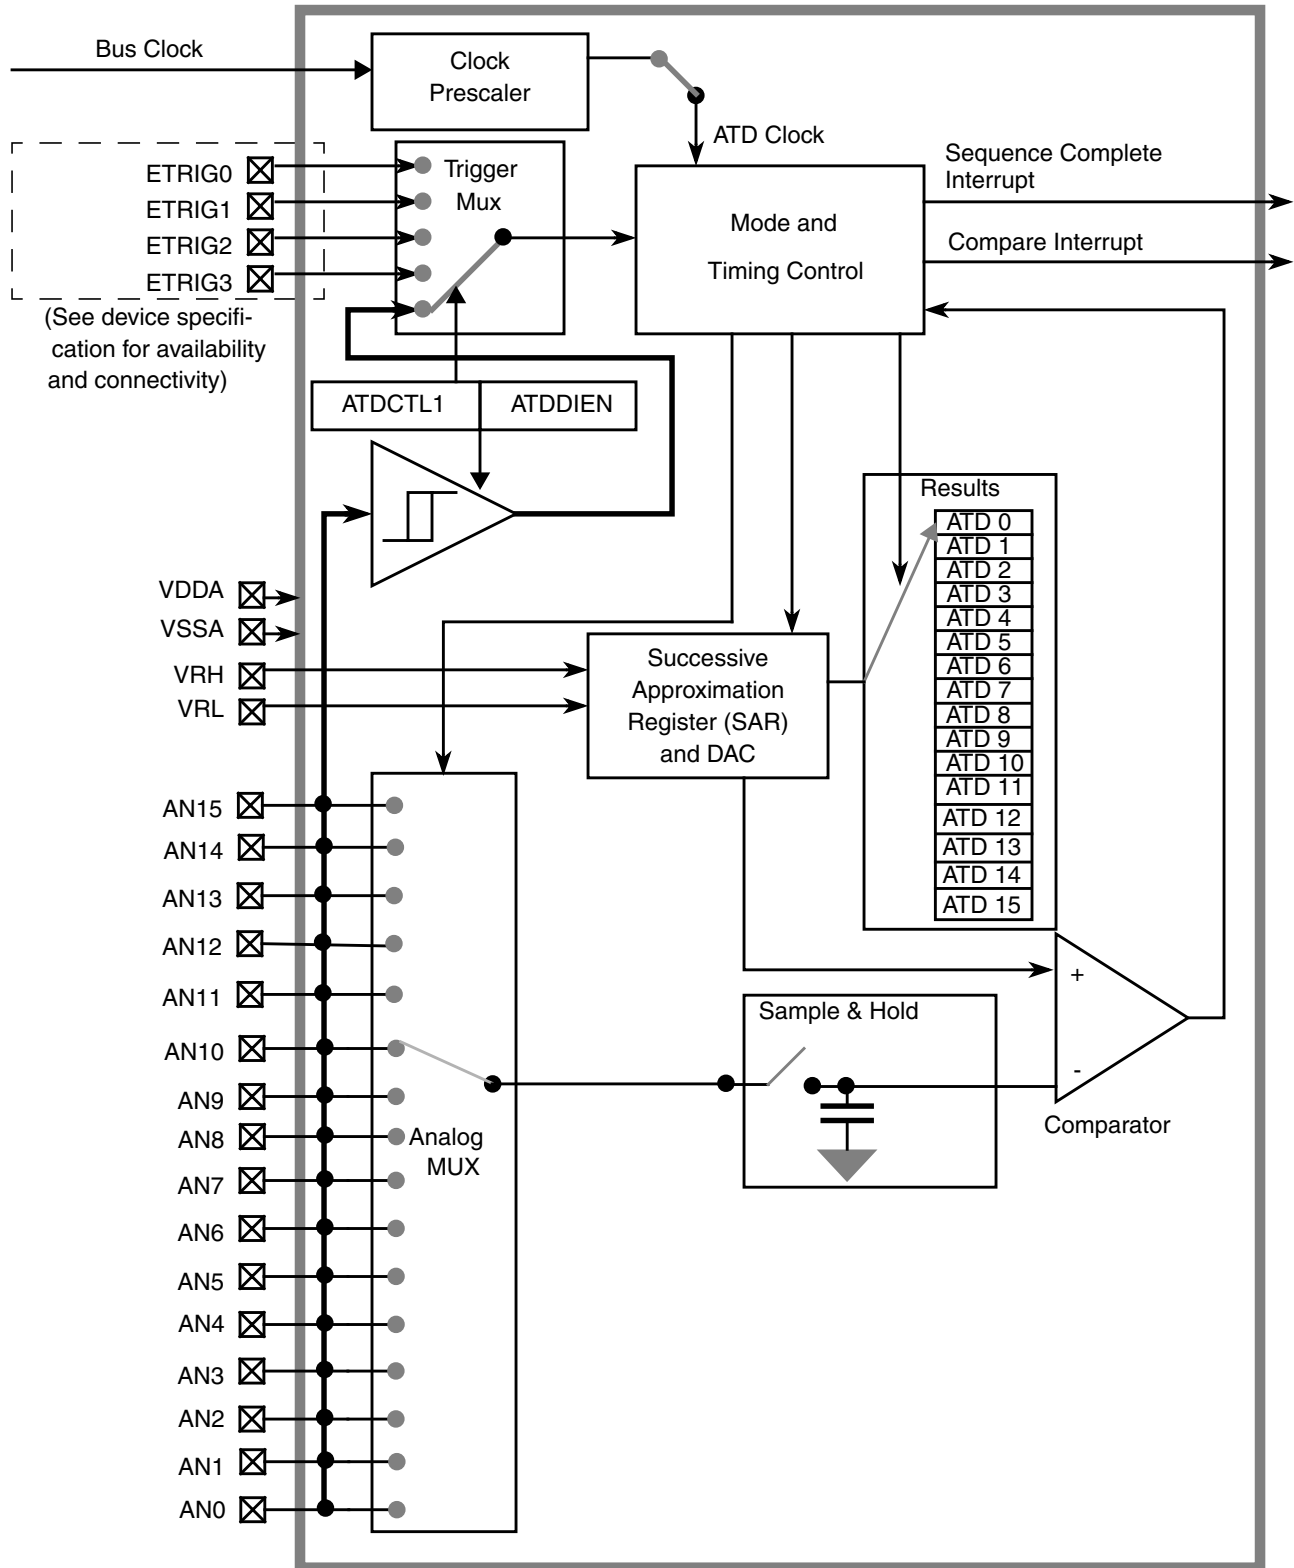 Bus Clock
Clock
Prescaler
ATD Clock
ETRIG0
ETRIG1
ETRIG2
ETRIG3
(See device specifi-
cation for availability
and connectivity)
Trigger
Mux
Mode and
Timing Control
Sequence Complete
Interrupt
Compare Interrupt
ATDCTL1
ATDDIEN
Results
ATD 0
ATD 1
ATD 2
ATD 3
ATD 4
ATD 5
ATD 6
ATD 7
ATD 8
ATD 9
ATD 10
ATD 11
ATD 12
ATD 13
ATD 14
ATD 15
VDDA
VSSA
VRH
VRL
Successive
Approximation
Register (SAR)
and DAC
AN15
AN14
AN13
AN12
AN11
AN10
AN9
AN8
AN7
AN6
AN5
AN4
AN3
AN2
AN1
AN0
Analog
MUX
Sample & Hold
+
-
Comparator